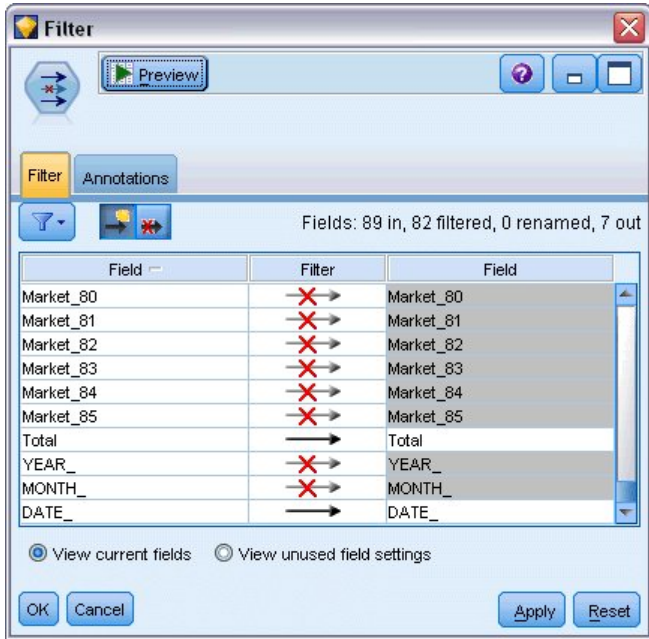 Filter
Preview
Filter
Annotations
Fields: 89 in, 82 filtered, 0 renamed, 7 out
Field Filter Field
Market_80 Market_80
Market_81 Market_81
Market_82 Market_82
Market_83 Market_83
Market_84 Market_84
Market_85 Market_85
Total Total
YEAR_ YEAR_
MONTH_ MONTH_
DATE_ DATE_
View current fields View unused field settings
OK Cancel Apply Reset